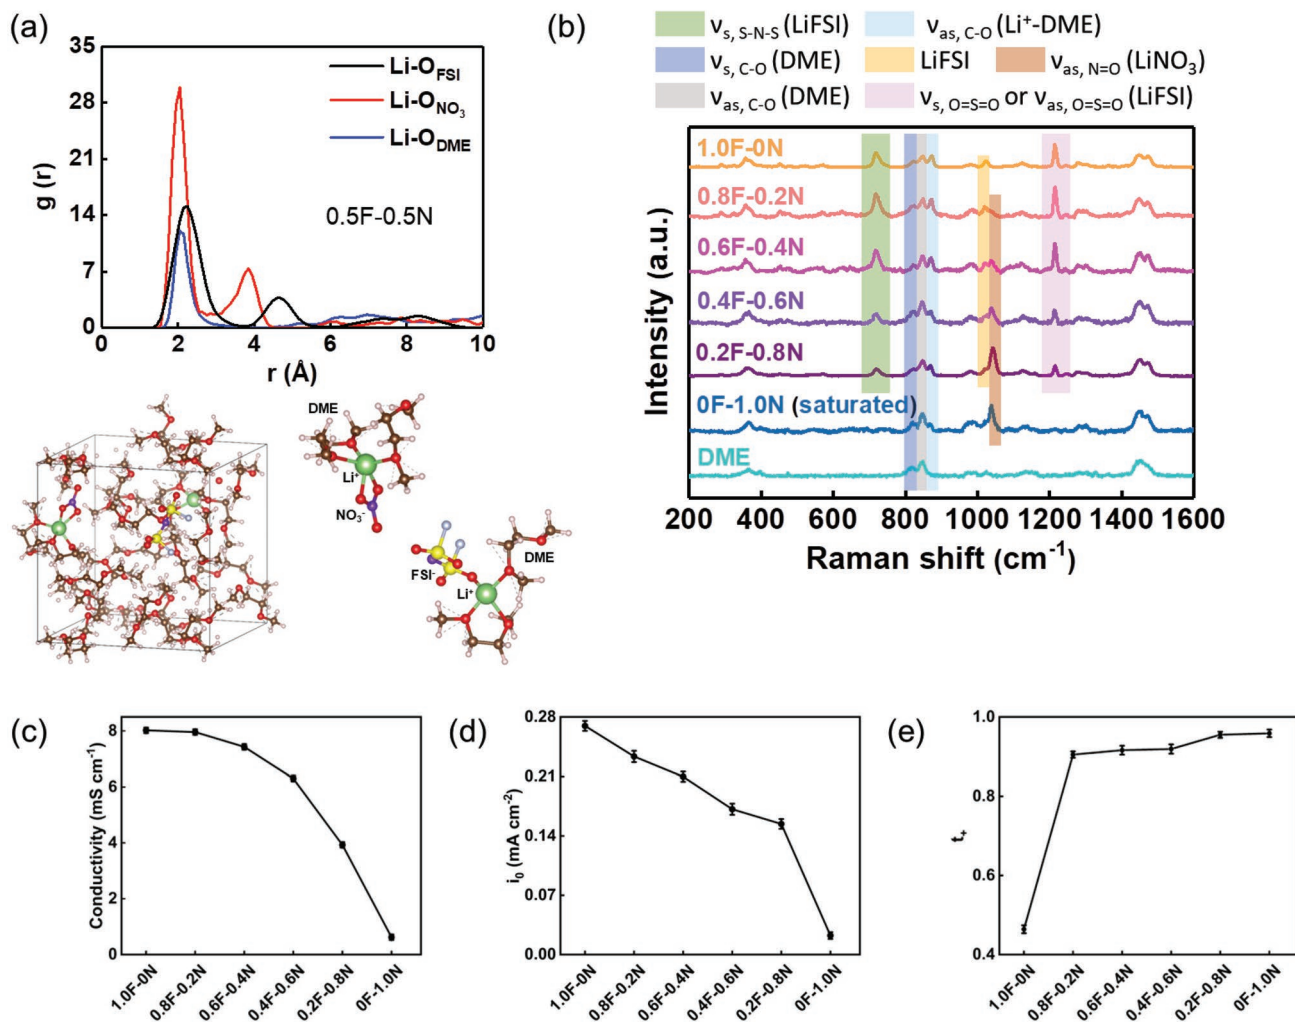 (a)
35
28
21
14
7
0
g (r)
Li-O_FSI
Li-O_NO₃
Li-O_DME
0.5F-0.5N
0 2 4 6 8 10
r (Å)
DME
Li⁺
NO₃⁻
DME
FSI⁻
Li⁺
(b)
ν_s, S-N-S (LiFSI) ν_as, C-O (Li⁺-DME)
ν_s, C-O (DME) LiFSI ν_as, N=O (LiNO₃)
ν_as, C-O (DME) ν_s, O=S=O or ν_as, O=S=O (LiFSI)
Intensity (a.u.)
1.0F-0N
0.8F-0.2N
0.6F-0.4N
0.4F-0.6N
0.2F-0.8N
0F-1.0N (saturated)
DME
200 400 600 800 1000 1200 1400 1600
Raman shift (cm⁻¹)
(c)
8
6
4
2
0
Conductivity (mS cm⁻¹)
1.0F-0N 0.8F-0.2N 0.6F-0.4N 0.4F-0.6N 0.2F-0.8N 0F-1.0N
(d)
0.28
0.21
0.14
0.07
0.00
i₀ (mA cm⁻²)
1.0F-0N 0.8F-0.2N 0.6F-0.4N 0.4F-0.6N 0.2F-0.8N 0F-1.0N
(e)
1.0
0.8
0.6
0.4
t₊
1.0F-0N 0.8F-0.2N 0.6F-0.4N 0.4F-0.6N 0.2F-0.8N 0F-1.0N